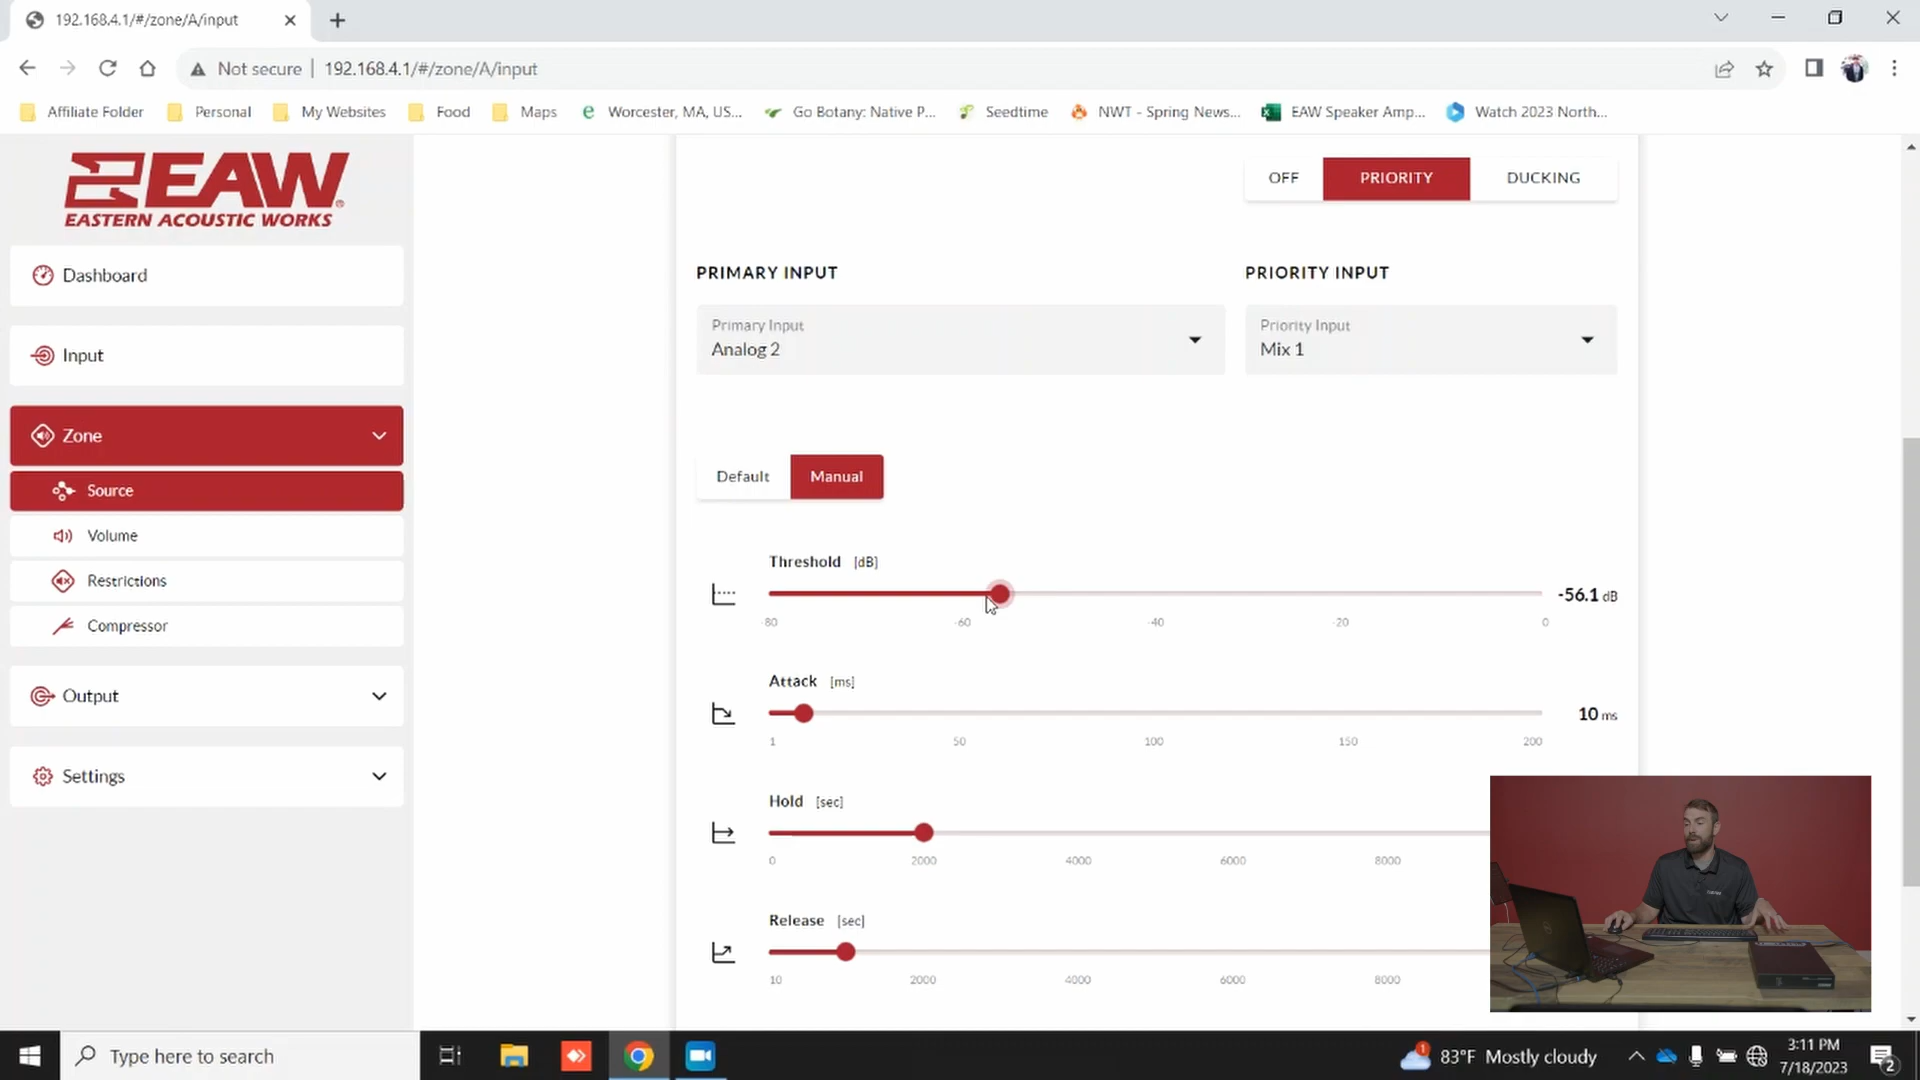 192.168.4.1/#/zone/A/input
Not secure | 192.168.4.1/#/zone/A/input
Affiliate Folder Personal My Websites Food Maps Worcester, MA, US... Go Botany: Native P... Seedtime NWT - Spring News... EAW Speaker Amp... Watch 2023 North...
EAW
EASTERN ACOUSTIC WORKS
Dashboard
Input
Zone
Source
Volume
Restrictions
Compressor
Output
Settings
OFF PRIORITY DUCKING
PRIMARY INPUT PRIORITY INPUT
Primary Input Priority Input
Analog 2 Mix 1
Default Manual
Threshold [dB]
-56.1 dB
-80 -60 -40 -20 0
Attack [ms]
10 ms
1 50 100 150 200
Hold [sec]
0 2000 4000 6000 8000
Release [sec]
10 2000 4000 6000 8000
Type here to search
1
83°F Mostly cloudy
3:11 PM
7/18/2023
2